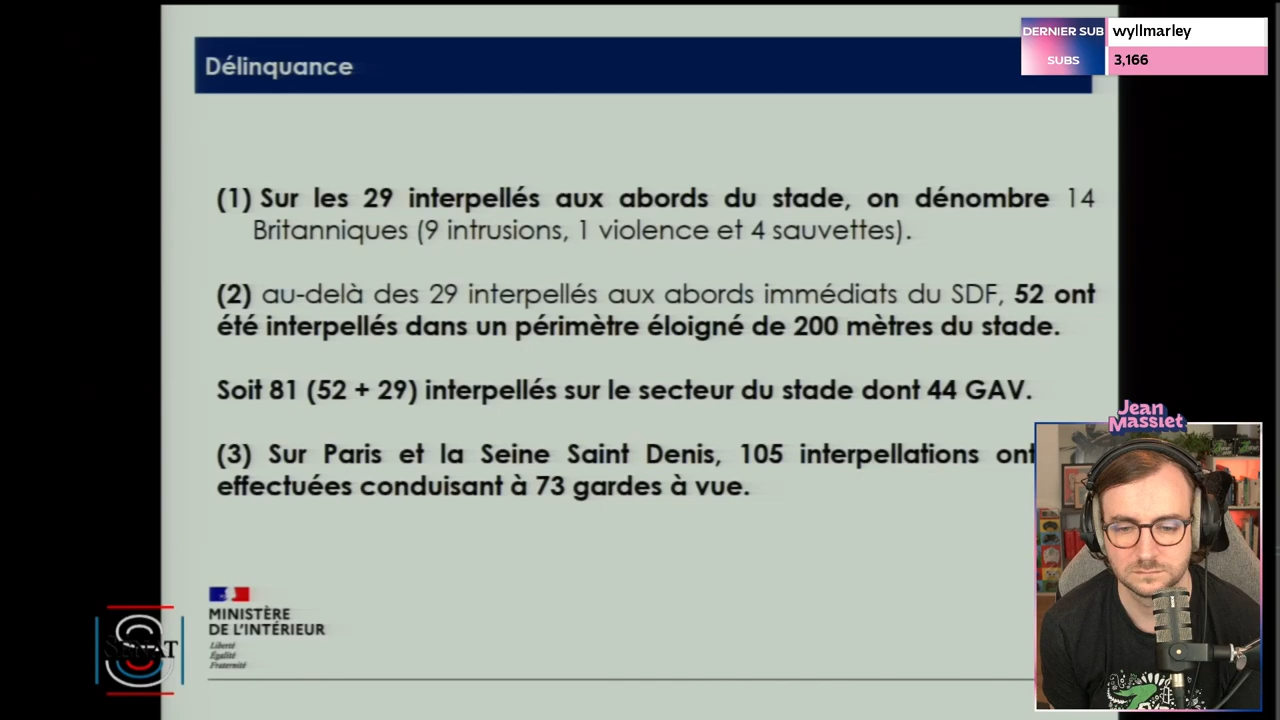 Délinquance
DERNIER SUB
wyllmarley
SUBS
3,166
(1) Sur les 29 interpellés aux abords du stade, on dénombre 14
Britanniques (9 intrusions, 1 violence et 4 sauvettes).
(2) au-delà des 29 interpellés aux abords immédiats du SDF, 52 ont
été interpellés dans un périmètre éloigné de 200 mètres du stade.
Soit 81 (52 + 29) interpellés sur le secteur du stade dont 44 GAV.
(3) Sur Paris et la Seine Saint Denis, 105 interpellations ont
effectuées conduisant à 73 gardes à vue.
Jean
Massiet
MINISTÈRE
DE L'INTÉRIEUR
Liberté
Égalité
Fraternité
SÉNAT